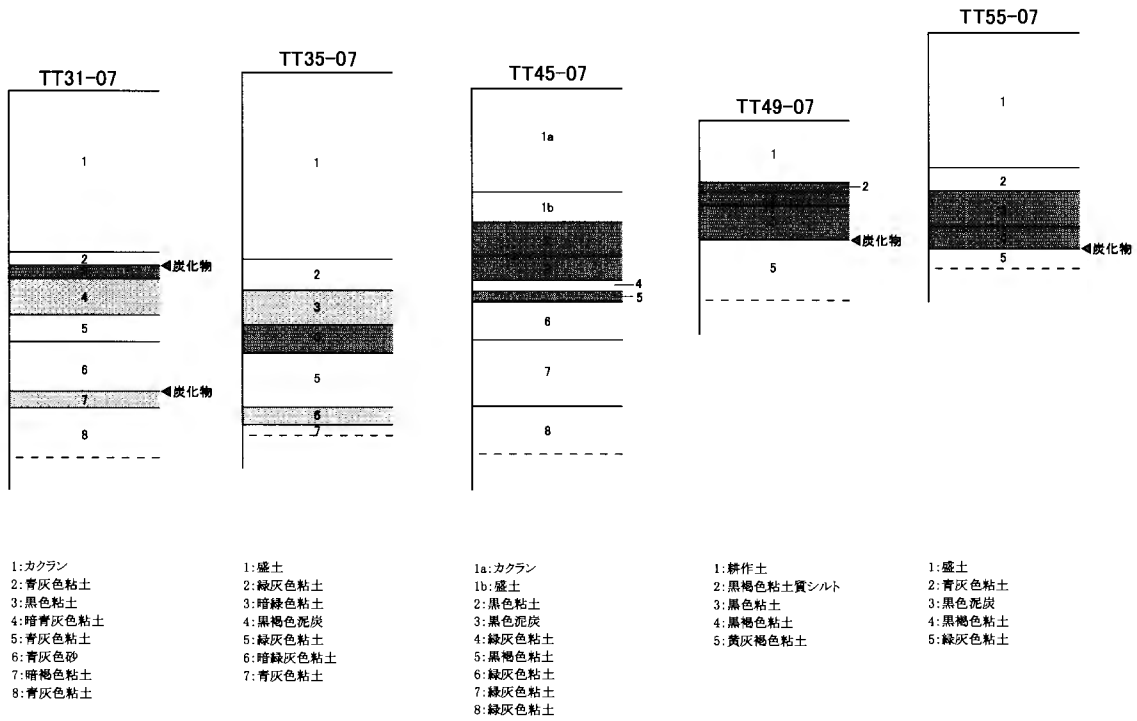 TT31-07
1
2
4
5
6
7
8
◀炭化物
◀炭化物
TT35-07
1
2
3
5
6
7
TT45-07
1a
1b
4
5
6
7
8
TT49-07
1
2
5
◀炭化物
TT55-07
1
2
5
◀炭化物
1:カクラン
2:青灰色粘土
3:黒色粘土
4:暗青灰色粘土
5:青灰色粘土
6:青灰色砂
7:暗褐色粘土
8:青灰色粘土
1:盛土
2:緑灰色粘土
3:暗緑色粘土
4:黒褐色泥炭
5:緑灰色粘土
6:暗緑灰色粘土
7:青灰色粘土
1a:カクラン
1b:盛土
2:黒色粘土
3:黒色泥炭
4:緑灰色粘土
5:黒褐色粘土
6:緑灰色粘土
7:緑灰色粘土
8:緑灰色粘土
1:耕作土
2:黒褐色粘土質シルト
3:黒色粘土
4:黒褐色粘土
5:黄灰褐色粘土
1:盛土
2:青灰色粘土
3:黒色泥炭
4:黒褐色粘土
5:緑灰色粘土